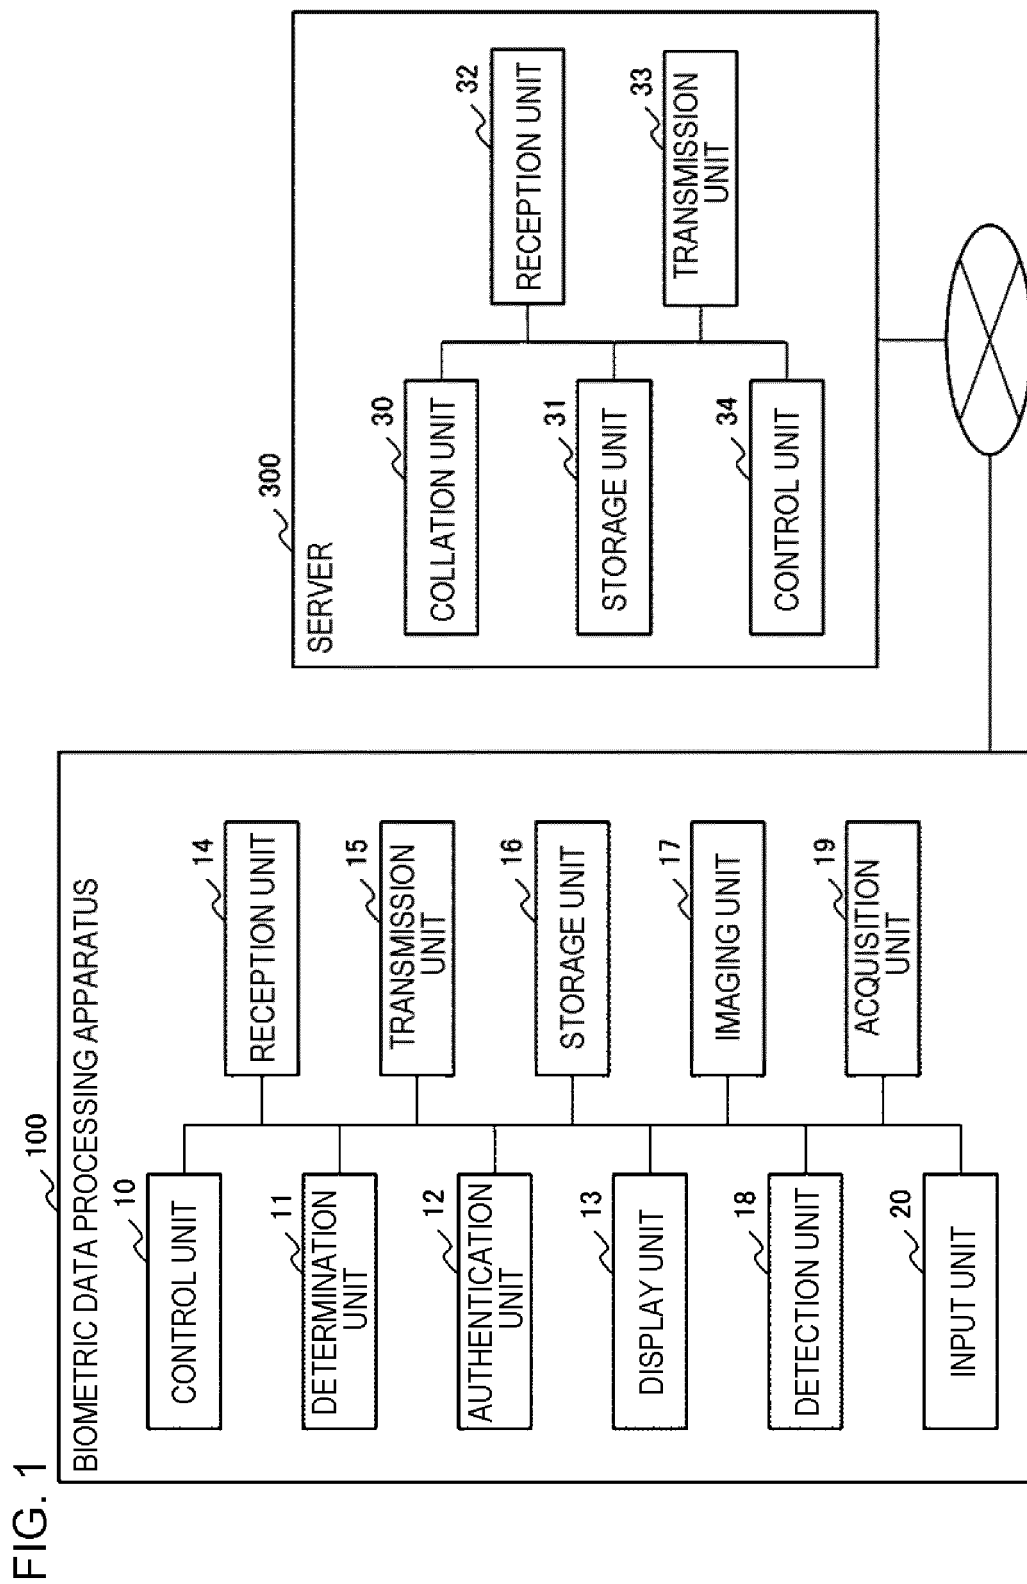 FIG. 1
100
BIOMETRIC DATA PROCESSING APPARATUS
10
CONTROL UNIT
14
RECEPTION UNIT
11
DETERMINATION
UNIT
15
TRANSMISSION
UNIT
12
AUTHENTICATION
UNIT
16
STORAGE UNIT
13
DISPLAY UNIT
17
IMAGING UNIT
18
DETECTION UNIT
19
ACQUISITION
UNIT
20
INPUT UNIT
300
SERVER
30
COLLATION UNIT
32
RECEPTION UNIT
31
STORAGE UNIT
33
TRANSMISSION
UNIT
34
CONTROL UNIT